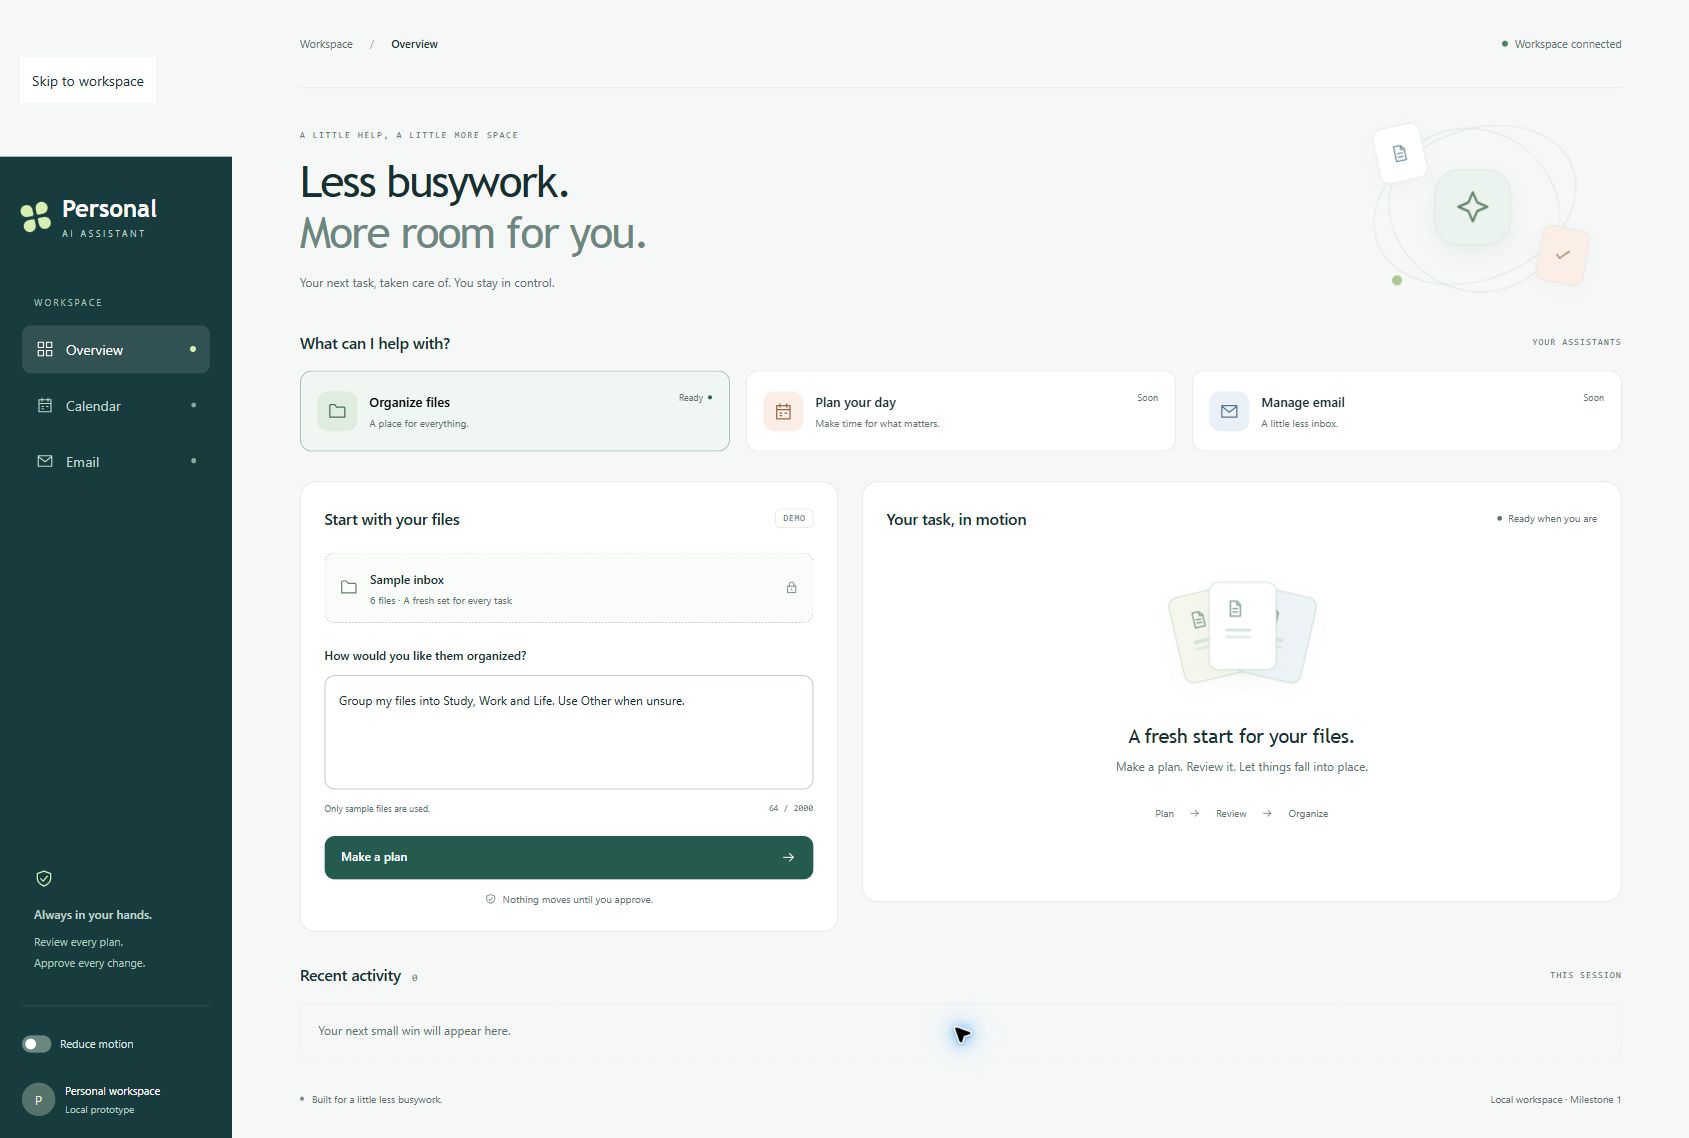 Skip to workspace
Personal
AI ASSISTANT
WORKSPACE
Overview
Calendar
Email
Always in your hands.
Review every plan.
Approve every change.
Reduce motion
P
Personal workspace
Local prototype
Workspace / Overview
Workspace connected
A LITTLE HELP, A LITTLE MORE SPACE
Less busywork.
More room for you.
Your next task, taken care of. You stay in control.
What can I help with?
YOUR ASSISTANTS
Organize files
Ready
A place for everything.
Plan your day
Soon
Make time for what matters.
Manage email
Soon
A little less inbox.
Start with your files
DEMO
Sample inbox
6 files · A fresh set for every task
How would you like them organized?
Group my files into Study, Work and Life. Use Other when unsure.
Only sample files are used.
64 / 2000
Make a plan
Nothing moves until you approve.
Your task, in motion
Ready when you are
A fresh start for your files.
Make a plan. Review it. Let things fall into place.
Plan → Review → Organize
Recent activity 0
THIS SESSION
Your next small win will appear here.
Built for a little less busywork.
Local workspace · Milestone 1